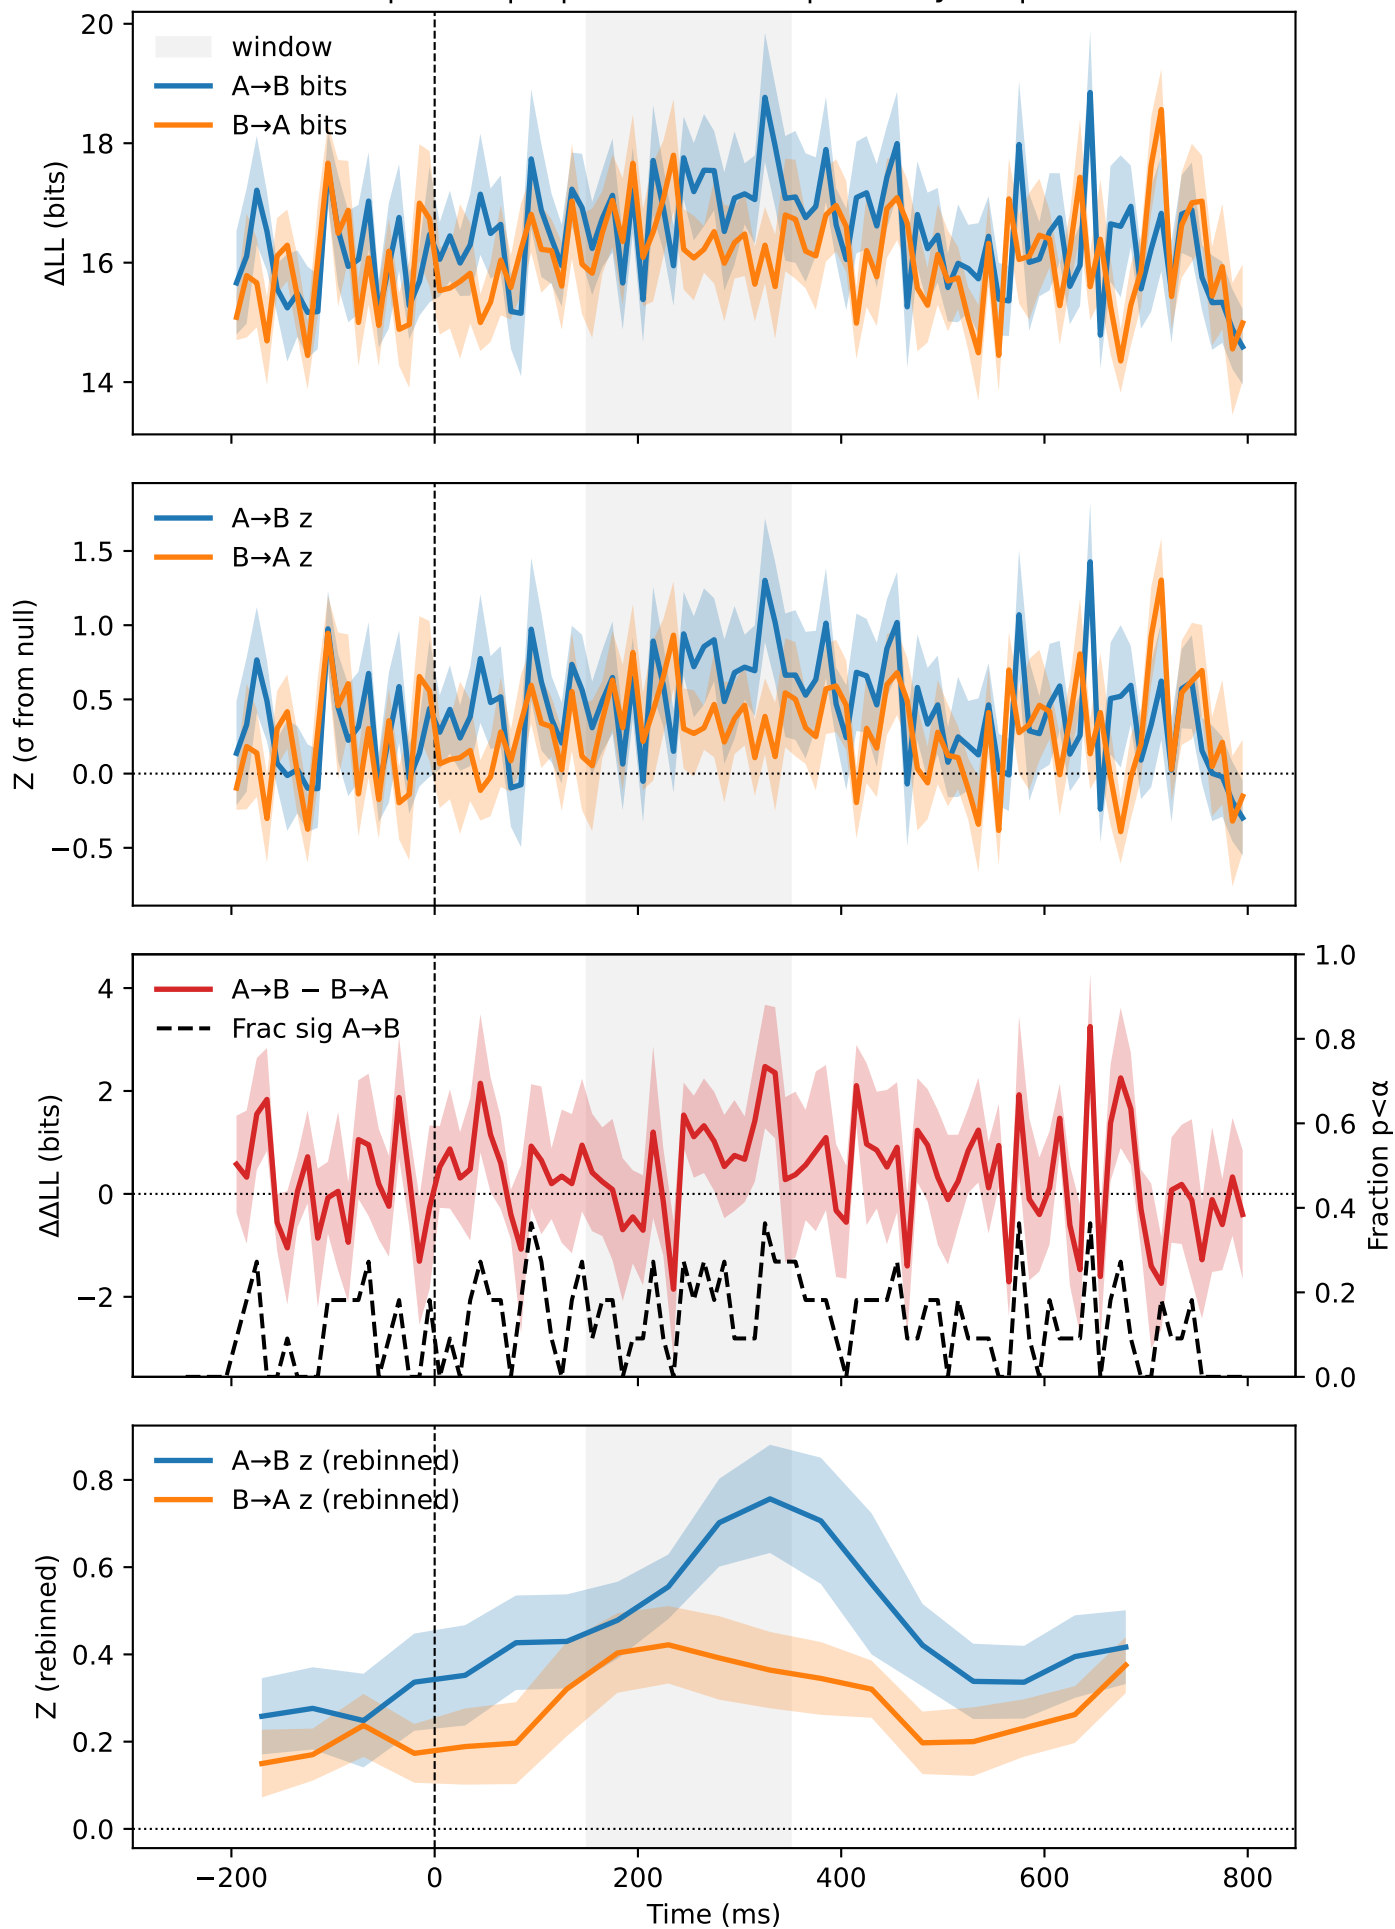 20
18
16
14
ΔLL (bits)
window
A→B bits
B→A bits
1.5
1.0
0.5
0.0
−0.5
Z (σ from null)
A→B z
B→A z
4
2
0
−2
ΔΔLL (bits)
A→B − B→A
Frac sig A→B
1.0
0.8
0.6
0.4
0.2
0.0
Fraction p<α
0.8
0.6
0.4
0.2
0.0
Z (rebinned)
A→B z (rebinned)
B→A z (rebinned)
−200 0 200 400 600 800
Time (ms)